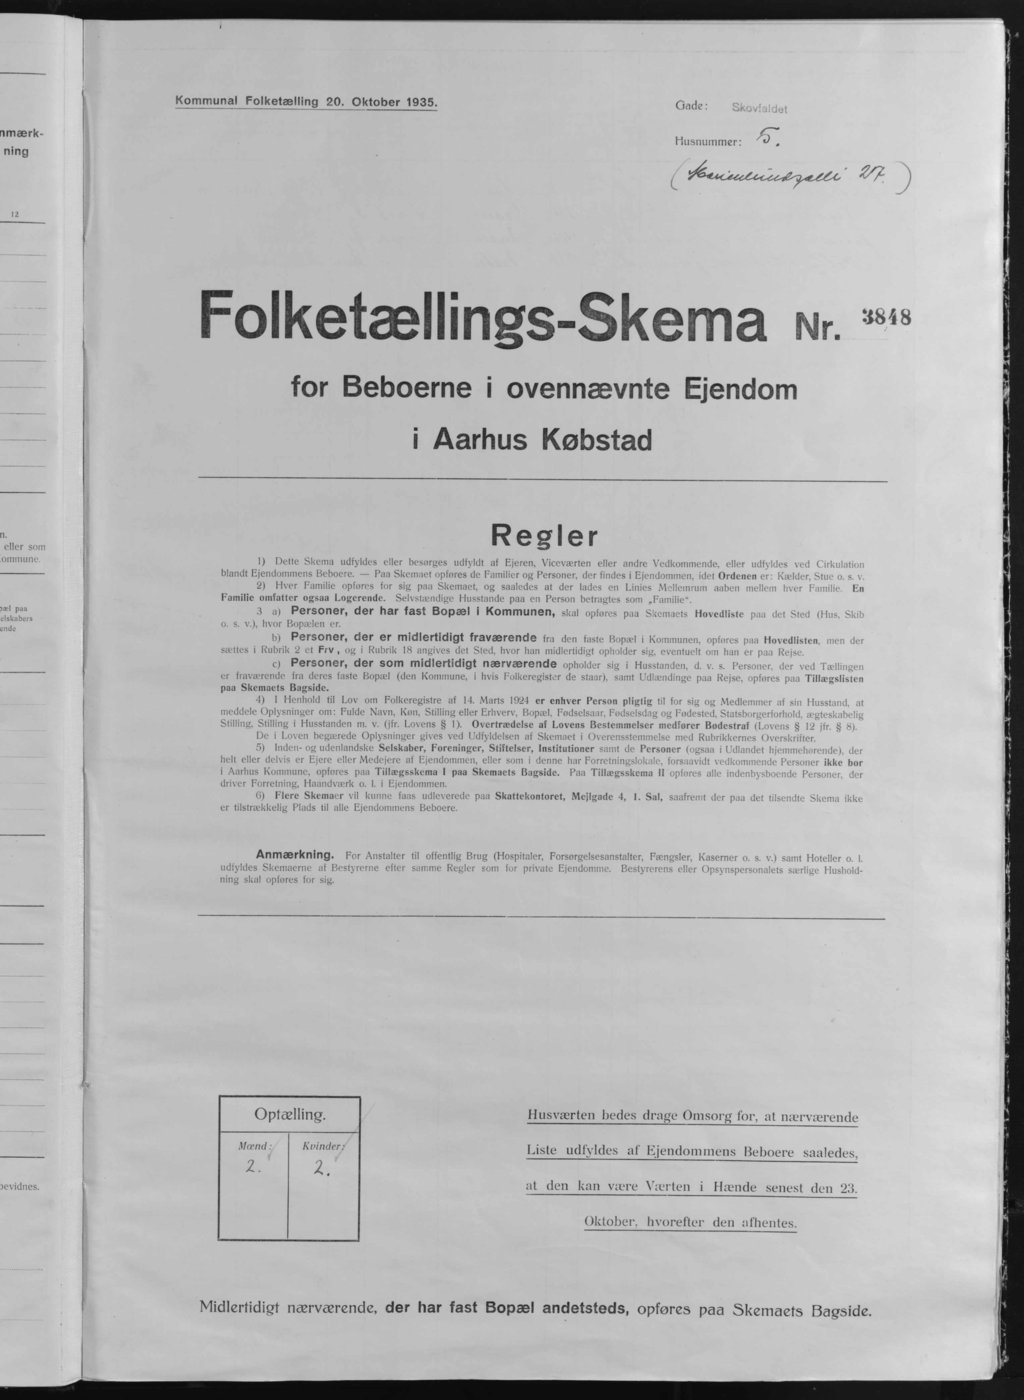 nmærk-
ning
12
n.
eller som
ommune.
pæl paa
elskabers
ende
bevidnes.
Kommunal Folketælling 20. Oktober 1935.
Gade: Skovfaldet
Husnummer: 5.
(Marienlundsallé 27.)
Folketællings-Skema Nr. 3848
for Beboerne i ovennævnte Ejendom
i Aarhus Købstad
Regler
1) Dette Skema udfyldes eller besørges udfyldt af Ejeren, Viceværten eller andre Vedkommende, eller udfyldes ved Cirkulation
blandt Ejendommens Beboere. — Paa Skemaet opføres de Familier og Personer, der findes i Ejendommen, idet Ordenen er: Kælder, Stue o. s. v.
2) Hver Familie opføres for sig paa Skemaet, og saaledes at der lades en Linies Mellemrum aaben mellem hver Familie. En
Familie omfatter ogsaa Logerende. Selvstændige Husstande paa en Person betragtes som „Familie“.
3 a) Personer, der har fast Bopæl i Kommunen, skal opføres paa Skemaets Hovedliste paa det Sted (Hus, Skib
o. s. v.), hvor Bopælen er.
b) Personer, der er midlertidigt fraværende fra den faste Bopæl i Kommunen, opføres paa Hovedlisten, men der
sættes i Rubrik 2 et Frv, og i Rubrik 18 angives det Sted, hvor han midlertidigt opholder sig, eventuelt om han er paa Rejse.
c) Personer, der som midlertidigt nærværende opholder sig i Husstanden, d. v. s. Personer, der ved Tællingen
er fraværende fra deres faste Bopæl (den Kommune, i hvis Folkeregister de staar), samt Udlændinge paa Rejse, opføres paa Tillægslisten
paa Skemaets Bagside.
4) I Henhold til Lov om Folkeregistre af 14. Marts 1924 er enhver Person pligtig til for sig og Medlemmer af sin Husstand, at
meddele Oplysninger om: Fulde Navn, Køn, Stilling eller Erhverv, Bopæl, Fødselsaar, Fødselsdag og Fødested, Statsborgerforhold, ægteskabelig
Stilling, Stilling i Husstanden m. v. (jfr. Lovens § 1). Overtrædelse af Lovens Bestemmelser medfører Bødestraf (Lovens § 12 jfr. § 8).
De i Loven begærede Oplysninger gives ved Udfyldelsen af Skemaet i Overensstemmelse med Rubrikkernes Overskrifter.
5) Inden- og udenlandske Selskaber, Foreninger, Stiftelser, Institutioner samt de Personer (ogsaa i Udlandet hjemmehørende), der
helt eller delvis er Ejere eller Medejere af Ejendommen, eller som i denne har Forretningslokale, forsaavidt vedkommende Personer ikke bor
i Aarhus Kommune, opføres paa Tillægsskema I paa Skemaets Bagside. Paa Tillægsskema II opføres alle indenbysboende Personer, der
driver Forretning, Haandværk o. l. i Ejendommen.
6) Flere Skemaer vil kunne faas udleverede paa Skattekontoret, Mejlgade 4, 1. Sal, saafremt der paa det tilsendte Skema ikke
er tilstrækkelig Plads til alle Ejendommens Beboere.
Anmærkning. For Anstalter til offentlig Brug (Hospitaler, Forsørgelsesanstalter, Fængsler, Kaserner o. s. v.) samt Hoteller o. l.
udfyldes Skemaerne af Bestyrerne efter samme Regler som for private Ejendomme. Bestyrerens eller Opsynspersonalets særlige Hushold-
ning skal opføres for sig.
Optælling.
Mænd: Kvinder:
2. 2.
Husværten bedes drage Omsorg for, at nærværende
Liste udfyldes af Ejendommens Beboere saaledes,
at den kan være Værten i Hænde senest den 23.
Oktober, hvorefter den afhentes.
Midlertidigt nærværende, der har fast Bopæl andetsteds, opføres paa Skemaets Bagside.